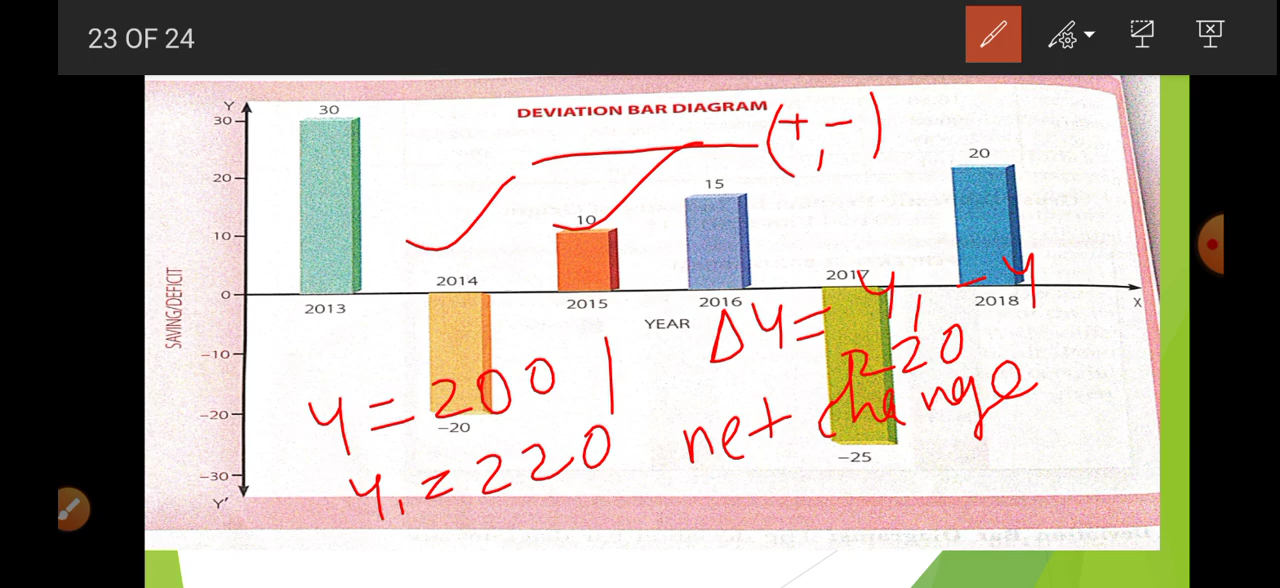 23 OF 24
DEVIATION BAR DIAGRAM (+, -)
Y
30
20
10
0
-10
-20
-30
Y'
SAVING/DEFICIT
30
2013
2014
-20
10
2015
15
2016
2017
-25
20
2018
X
YEAR
y = 200
y₁ = 220
Δy = y₁ - y
= 20
net change